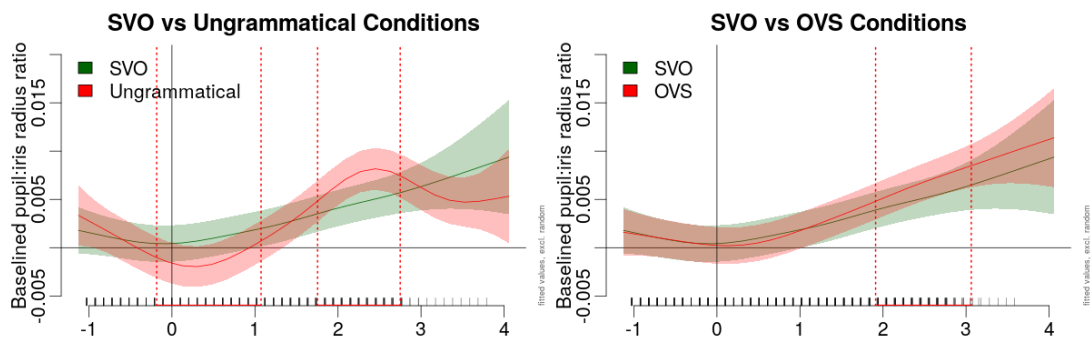 SVO vs Ungrammatical Conditions
Baselined pupil:iris radius ratio
0.015
0.005
-0.005
SVO
Ungrammatical
-1 0 1 2 3 4
fitted values, excl. random
SVO vs OVS Conditions
Baselined pupil:iris radius ratio
0.015
0.005
-0.005
SVO
OVS
-1 0 1 2 3 4
fitted values, excl. random